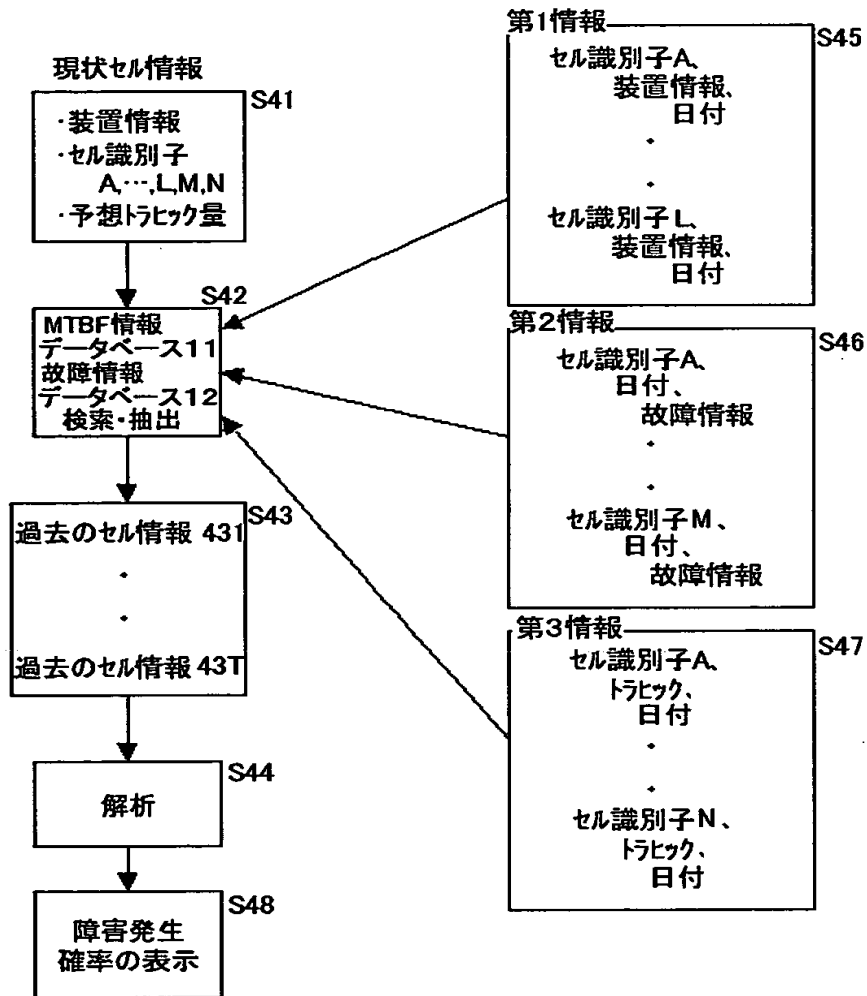 現状セル情報
S41
・装置情報
・セル識別子
A,…,L,M,N
・予想トラヒック量
S42
MTBF情報
データベース11
故障情報
データベース12
検索・抽出
S43
過去のセル情報 431
・
・
過去のセル情報 43T
S44
解析
S48
障害発生
確率の表示
第1情報
S45
セル識別子A、
装置情報、
日付
・
・
セル識別子L、
装置情報、
日付
第2情報
S46
セル識別子A、
日付、
故障情報
・
・
セル識別子M、
日付、
故障情報
第3情報
S47
セル識別子A、
トラヒック、
日付
・
・
セル識別子N、
トラヒック、
日付